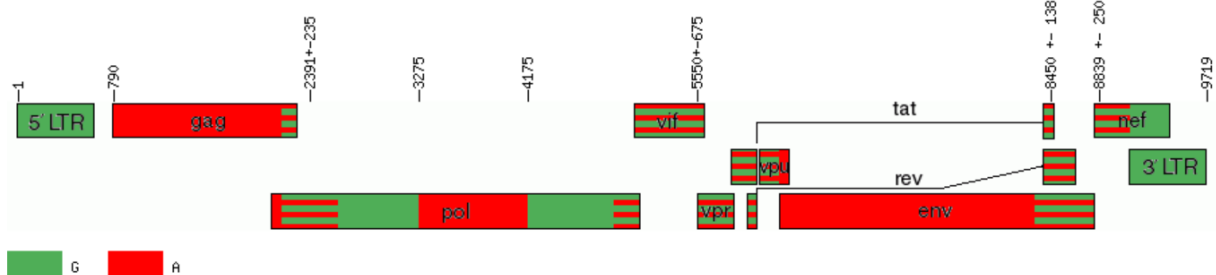 1
790
2391+-235
3275
4175
5550+-675
8450 +- 138
8839 +- 250
9719
5' LTR
gag
vif
tat
nef
vpu
rev
3' LTR
pol
vpr
env
G
A